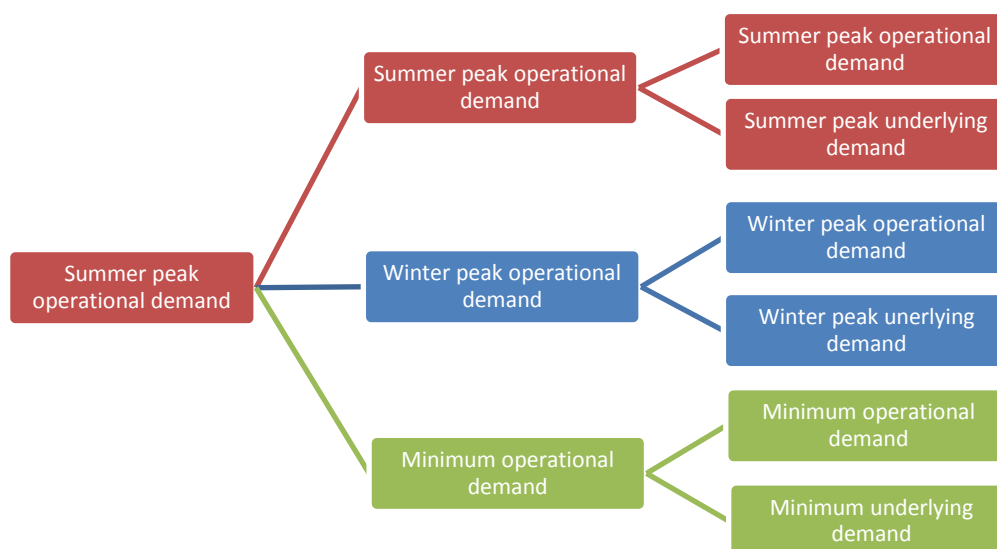 Summer peak
operational demand
Summer peak operational
demand
Winter peak operational
demand
Minimum operational
demand
Summer peak operational
demand
Summer peak underlying
demand
Winter peak operational
demand
Winter peak unerlying
demand
Minimum operational
demand
Minimum underlying
demand